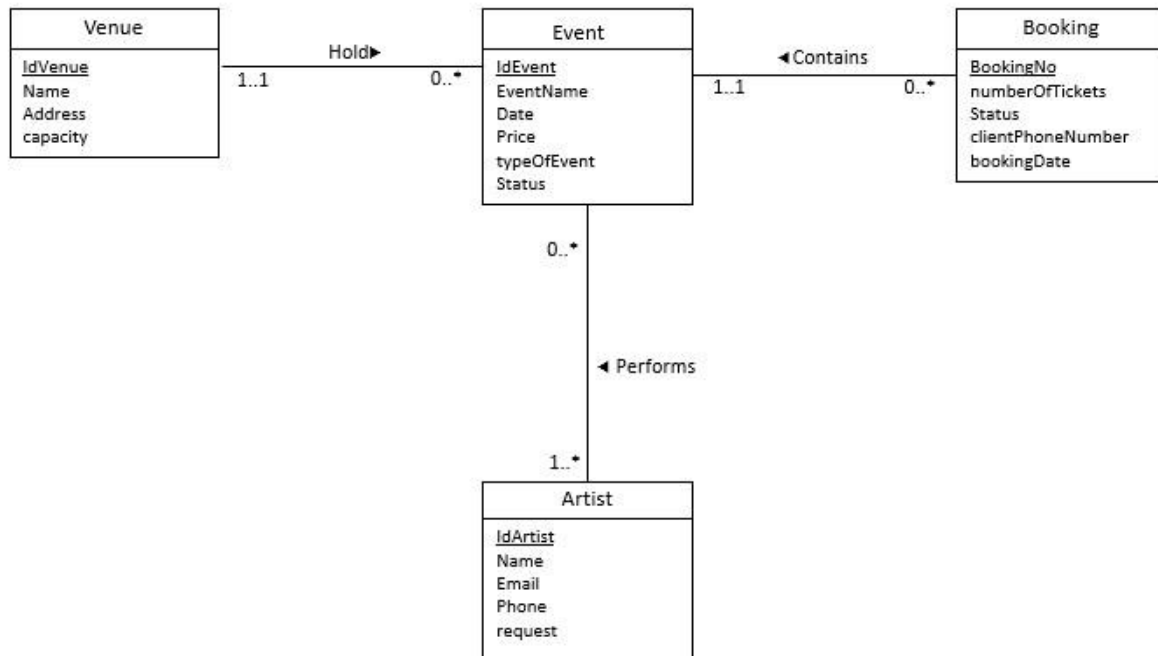 Venue
IdVenue
Name
Address
capacity
Hold►
1..1
0..*
Event
IdEvent
EventName
Date
Price
typeOfEvent
Status
◄Contains
1..1
0..*
Booking
BookingNo
numberOfTickets
Status
clientPhoneNumber
bookingDate
0..*
◄ Performs
1..*
Artist
IdArtist
Name
Email
Phone
request